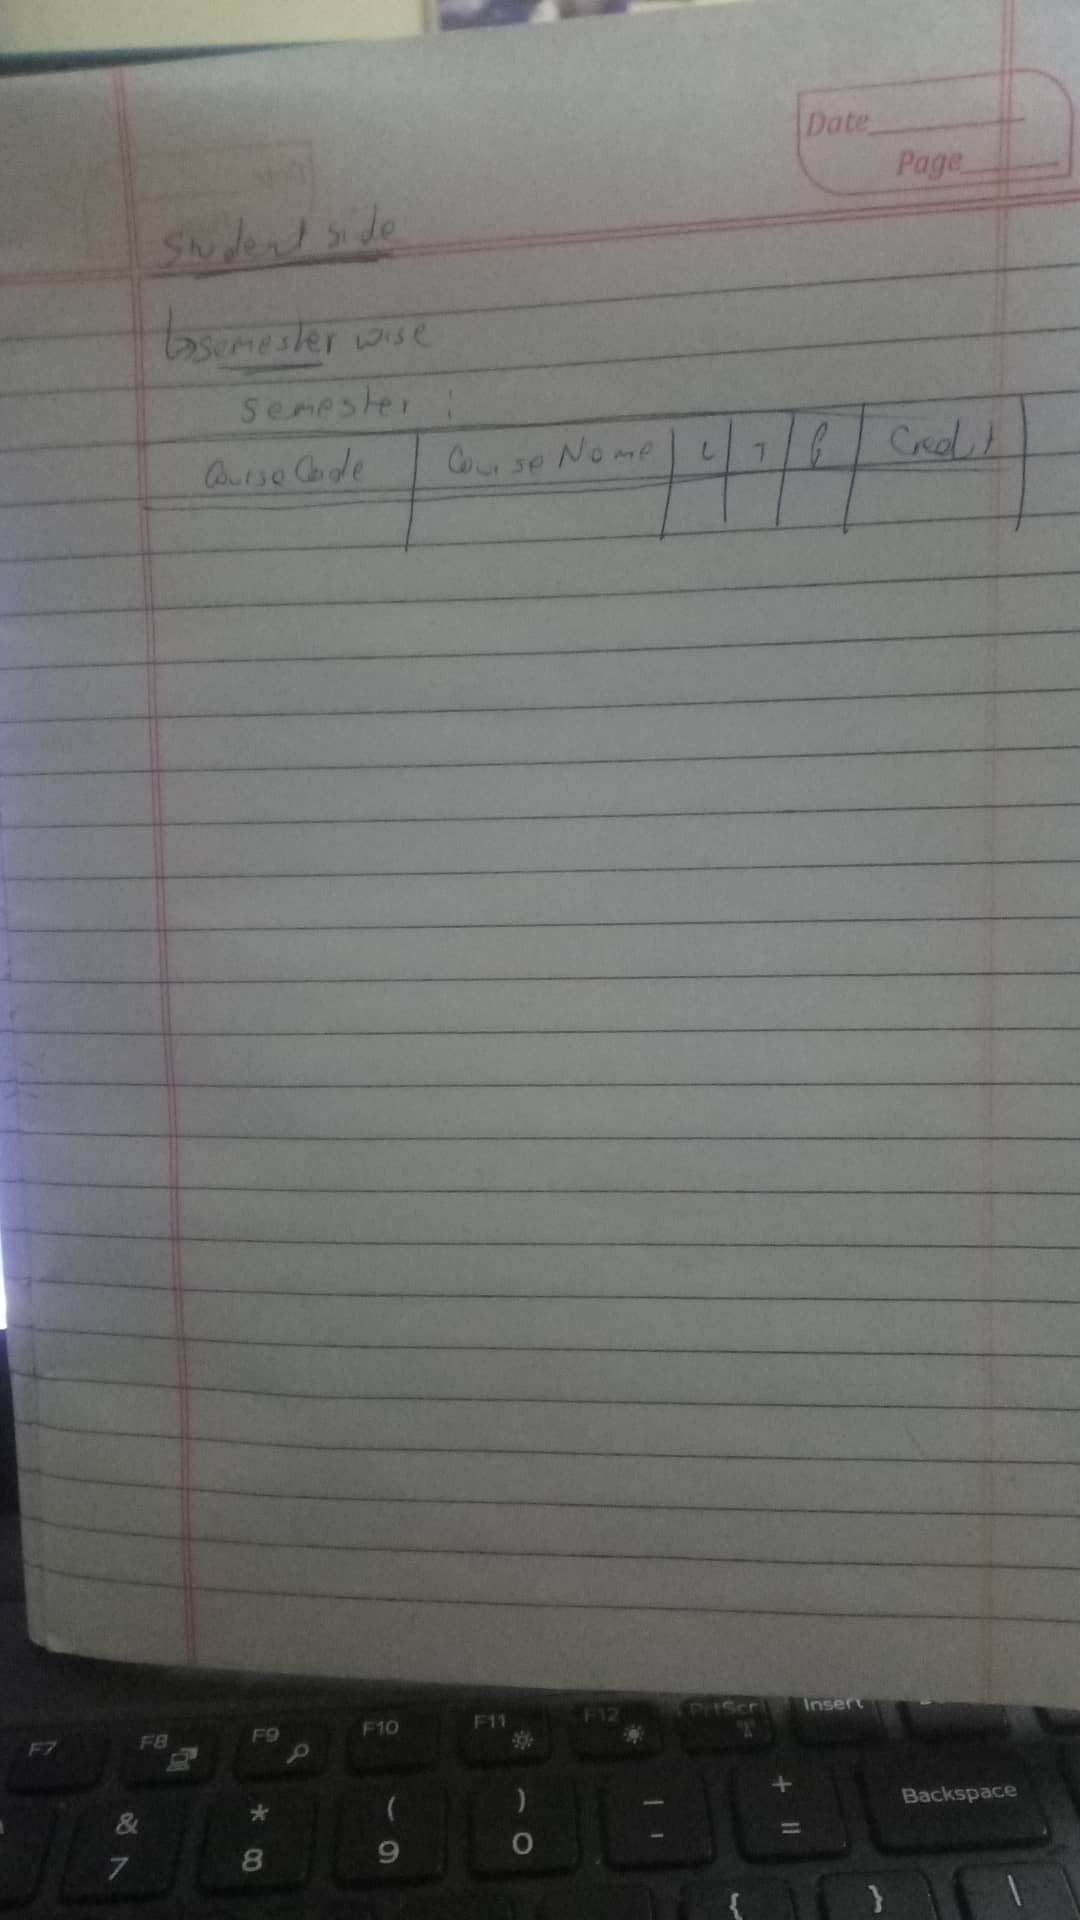 Date
Page
Student side
↳ semester wise
semester :
Course Code | Course Name | L | T | P | Credit
F7 F8 F9 F10 F11 F12 PrtScr Insert
& * ( ) _ + Backspace
7 8 9 0 - =
{ } |